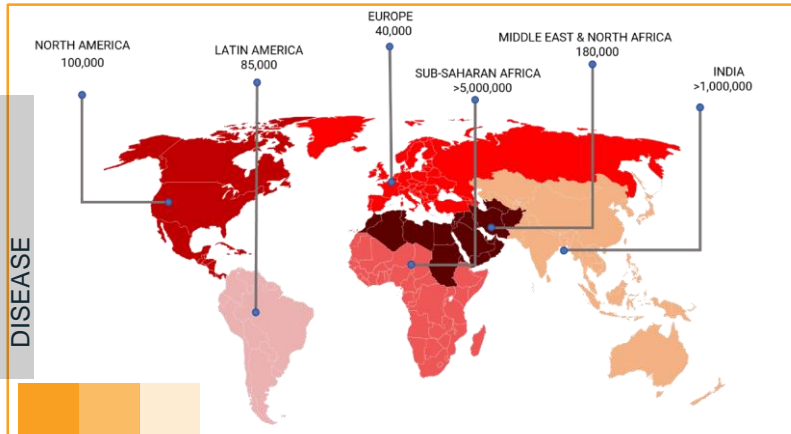 EUROPE
40,000
NORTH AMERICA
100,000
LATIN AMERICA
85,000
MIDDLE EAST & NORTH AFRICA
180,000
SUB-SAHARAN AFRICA
>5,000,000
INDIA
>1,000,000
DISEASE